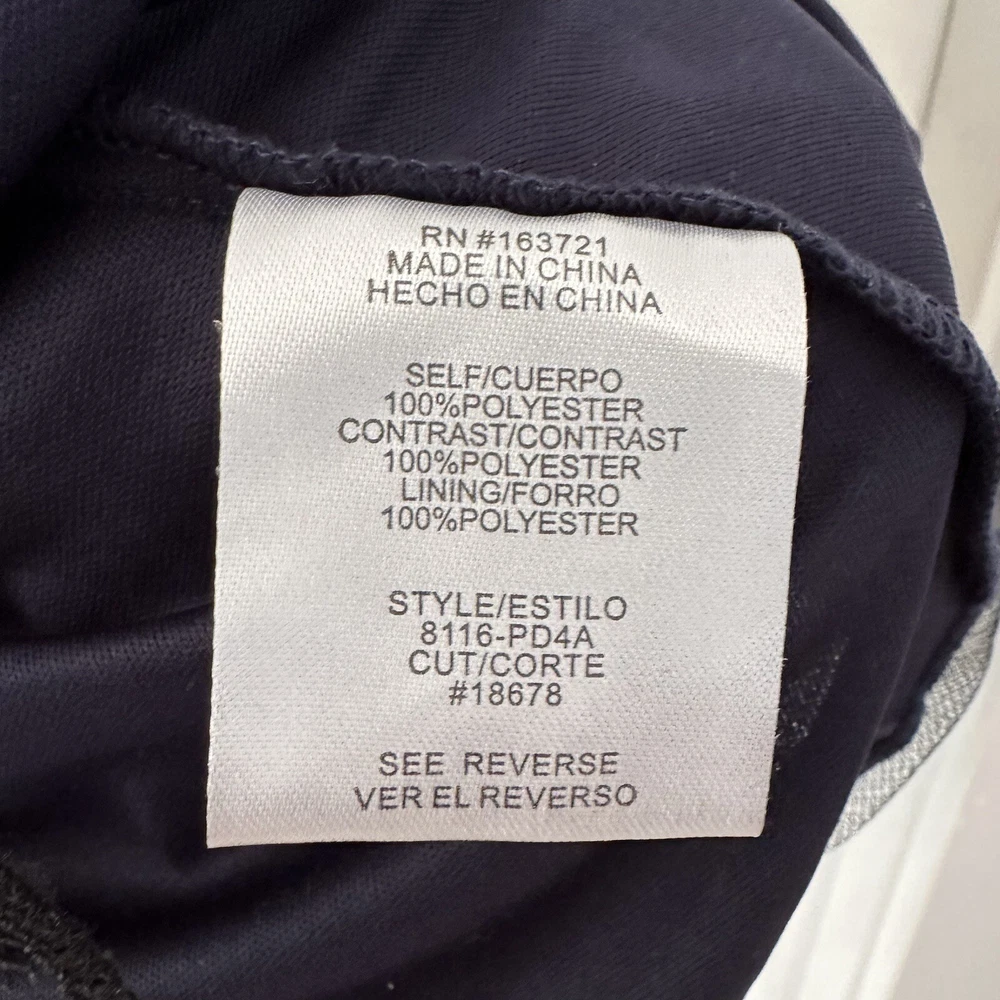 RN #163721
MADE IN CHINA
HECHO EN CHINA
SELF/CUERPO
100%POLYESTER
CONTRAST/CONTRAST
100%POLYESTER
LINING/FORRO
100%POLYESTER
STYLE/ESTILO
8116-PD4A
CUT/CORTE
#18678
SEE REVERSE
VER EL REVERSO